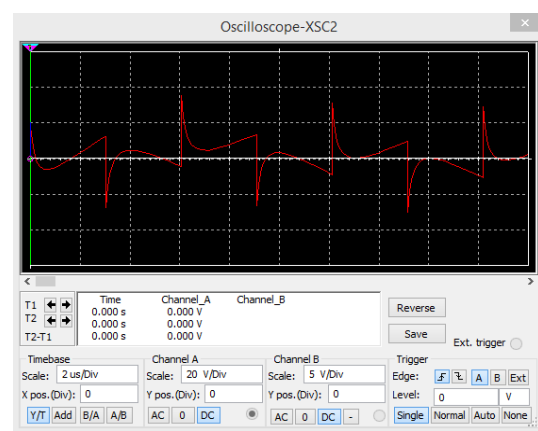 Oscilloscope-XSC2
×
Time Channel_A Channel_B
T1 0.000 s 0.000 V
T2 0.000 s 0.000 V
T2-T1 0.000 s 0.000 V
Reverse
Save
Ext. trigger
Timebase
Scale: 2 us/Div
X pos.(Div): 0
Y/T Add B/A A/B
Channel A
Scale: 20 V/Div
Y pos.(Div): 0
AC 0 DC
Channel B
Scale: 5 V/Div
Y pos.(Div): 0
AC 0 DC -
Trigger
Edge: A B Ext
Level: 0 V
Single Normal Auto None